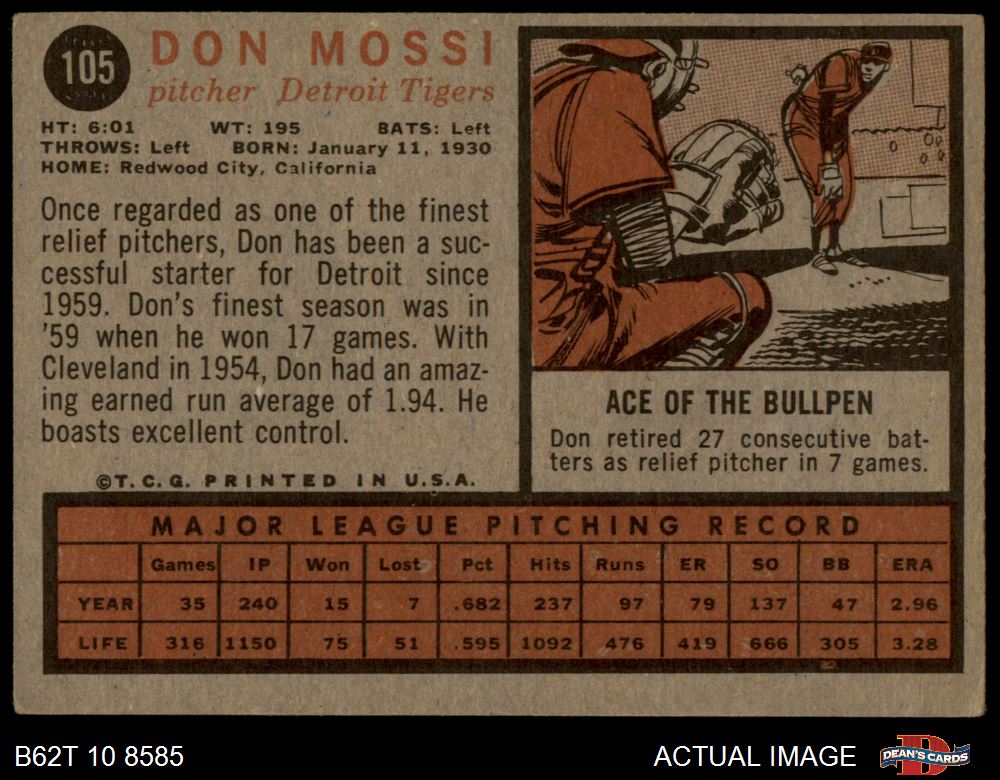 105
DON MOSSI
pitcher Detroit Tigers
HT: 6:01 WT: 195 BATS: Left
THROWS: Left BORN: January 11, 1930
HOME: Redwood City, California
Once regarded as one of the finest
relief pitchers, Don has been a suc-
cessful starter for Detroit since
1959. Don's finest season was in
'59 when he won 17 games. With
Cleveland in 1954, Don had an amaz-
ing earned run average of 1.94. He
boasts excellent control.
©T.C.G. PRINTED IN U.S.A.
ACE OF THE BULLPEN
Don retired 27 consecutive bat-
ters as relief pitcher in 7 games.
MAJOR LEAGUE PITCHING RECORD
Games IP Won Lost Pct Hits Runs ER SO BB ERA
YEAR 35 240 15 7 .682 237 97 79 137 47 2.96
LIFE 316 1150 75 51 .595 1092 476 419 666 305 3.28
B62T 10 8585 ACTUAL IMAGE
DEAN'S CARDS